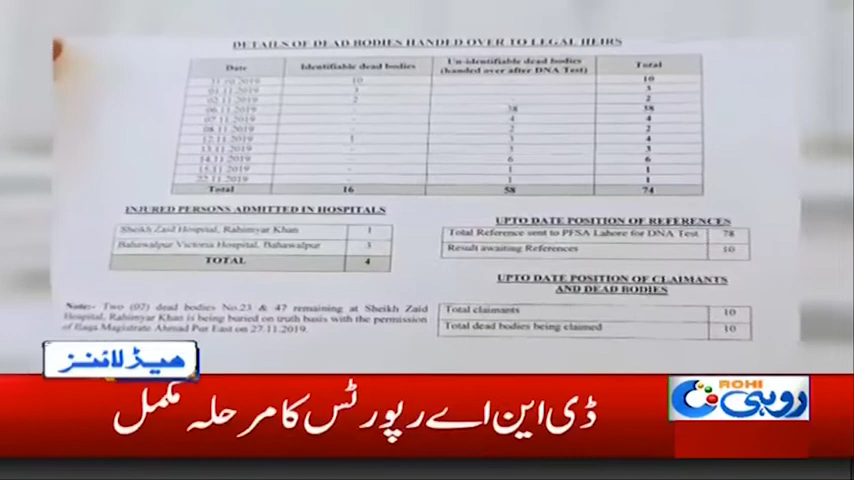 DETAILS OF DEAD BODIES HANDED OVER TO LEGAL HEIRS
Date Identifiable dead bodies Un-identifiable dead bodies (handed over after DNA Test) Total
31.10.2019 10 10
01.11.2019 3 3
02.11.2019 2 - 2
06.11.2019 - 38 38
07.11.2019 - 4 4
08.11.2019 - 2 2
12.11.2019 1 3 4
13.11.2019 - 3 3
14.11.2019 - 6 6
15.11.2019 - 1 1
22.11.2019 - 1 1
Total 16 58 74
INJURED PERSONS ADMITTED IN HOSPITALS
Sheikh Zaid Hospital, Rahimyar Khan 1
Bahawalpur Victoria Hospital, Bahawalpur 3
TOTAL 4
UPTO DATE POSITION OF REFERENCES
Total Reference sent to PFSA Lahore for DNA Test 78
Result awaiting References 10
UPTO DATE POSITION OF CLAIMANTS
AND DEAD BODIES
Total claimants 10
Total dead bodies being claimed 10
Note:- Two (02) dead bodies No.23 & 47 remaining at Sheikh Zaid
Hospital, Rahimyar Khan is being buried on truth basis with the permission
of Ilaqa Magistrate Ahmad Pur East on 27.11.2019.
ہیڈلائنز
ڈی این اے رپورٹس کا مرحلہ مکمل
ROHI
روہی